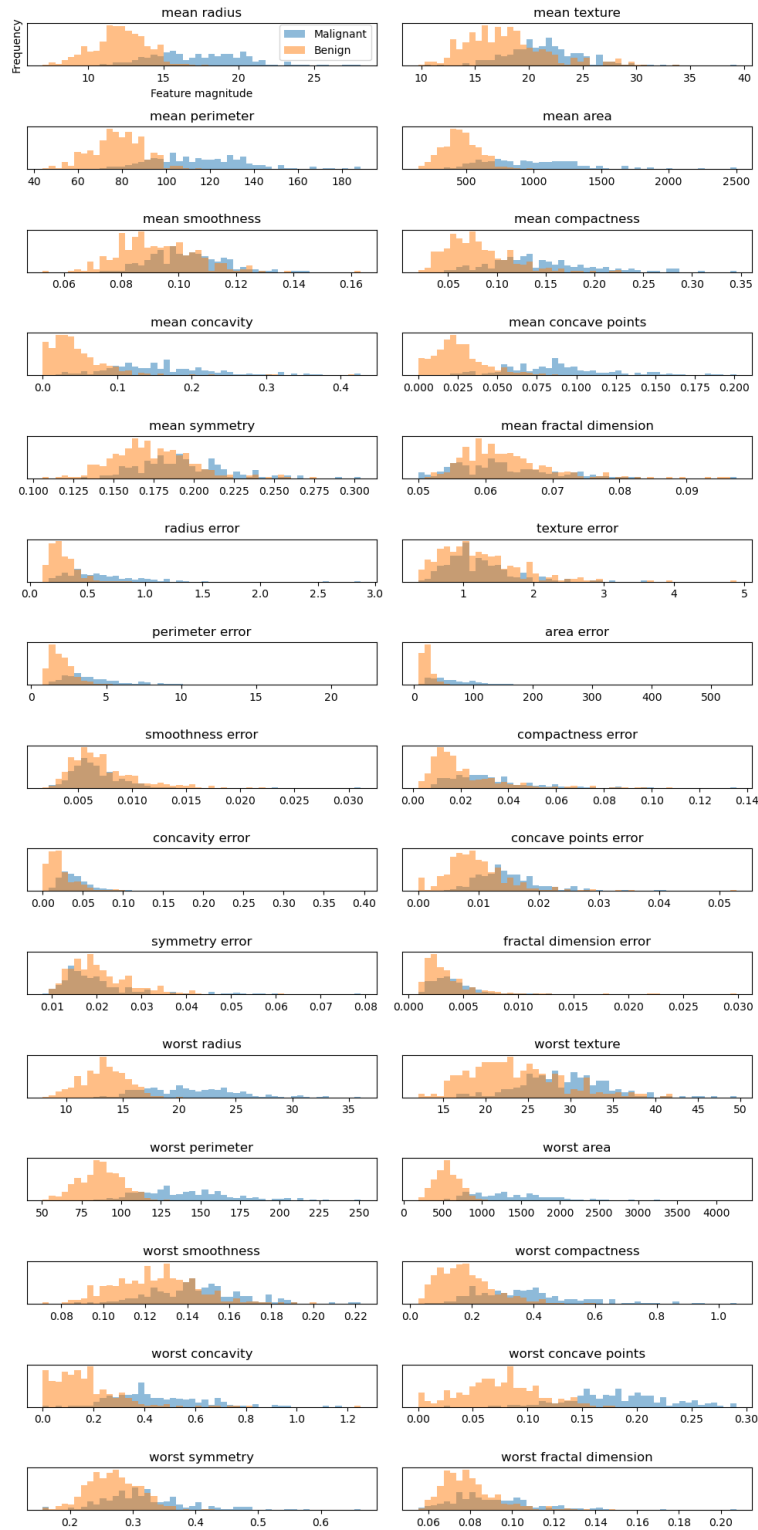 mean radius
Frequency
Malignant
Benign
10 15 20 25
Feature magnitude
mean texture
10 15 20 25 30 35 40
mean perimeter
40 60 80 100 120 140 160 180
mean area
500 1000 1500 2000 2500
mean smoothness
0.06 0.08 0.10 0.12 0.14 0.16
mean compactness
0.05 0.10 0.15 0.20 0.25 0.30 0.35
mean concavity
0.0 0.1 0.2 0.3 0.4
mean concave points
0.000 0.025 0.050 0.075 0.100 0.125 0.150 0.175 0.200
mean symmetry
0.100 0.125 0.150 0.175 0.200 0.225 0.250 0.275 0.300
mean fractal dimension
0.05 0.06 0.07 0.08 0.09
radius error
0.0 0.5 1.0 1.5 2.0 2.5 3.0
texture error
1 2 3 4 5
perimeter error
0 5 10 15 20
area error
0 100 200 300 400 500
smoothness error
0.005 0.010 0.015 0.020 0.025 0.030
compactness error
0.00 0.02 0.04 0.06 0.08 0.10 0.12 0.14
concavity error
0.00 0.05 0.10 0.15 0.20 0.25 0.30 0.35 0.40
concave points error
0.00 0.01 0.02 0.03 0.04 0.05
symmetry error
0.01 0.02 0.03 0.04 0.05 0.06 0.07 0.08
fractal dimension error
0.000 0.005 0.010 0.015 0.020 0.025 0.030
worst radius
10 15 20 25 30 35
worst texture
15 20 25 30 35 40 45 50
worst perimeter
50 75 100 125 150 175 200 225 250
worst area
0 500 1000 1500 2000 2500 3000 3500 4000
worst smoothness
0.08 0.10 0.12 0.14 0.16 0.18 0.20 0.22
worst compactness
0.0 0.2 0.4 0.6 0.8 1.0
worst concavity
0.0 0.2 0.4 0.6 0.8 1.0 1.2
worst concave points
0.00 0.05 0.10 0.15 0.20 0.25 0.30
worst symmetry
0.2 0.3 0.4 0.5 0.6
worst fractal dimension
0.06 0.08 0.10 0.12 0.14 0.16 0.18 0.20